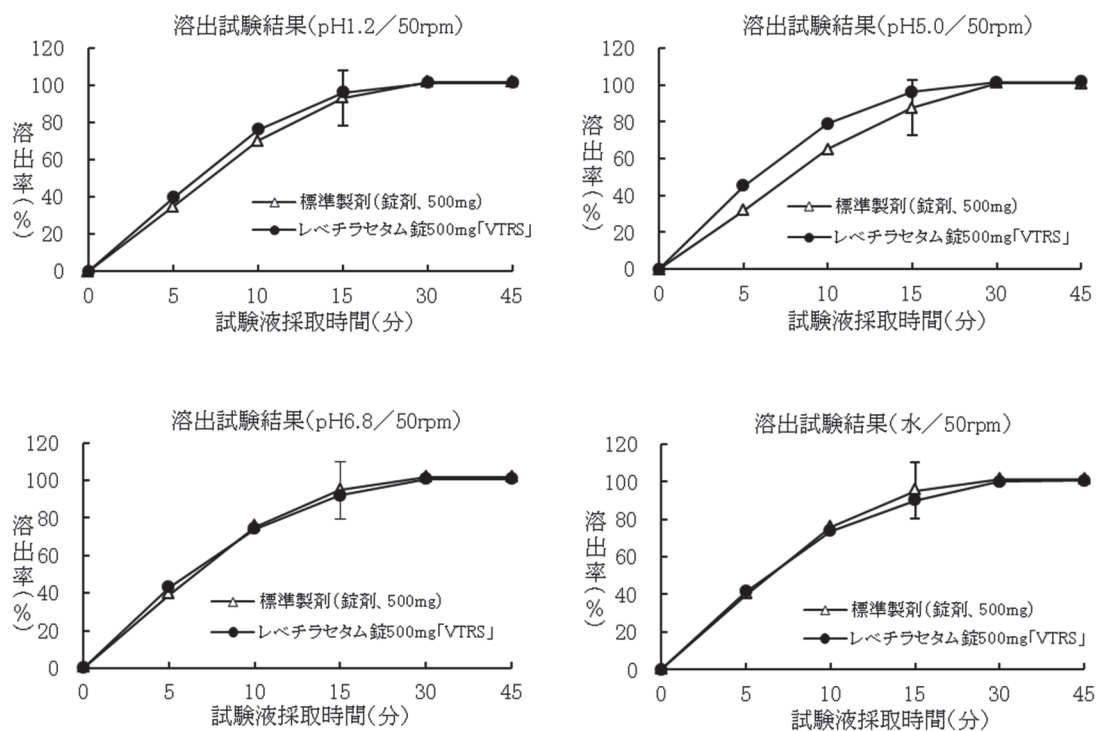 溶出試験結果(pH1.2/50rpm)
120
100
80
60
40
20
0
溶出率(%)
標準製剤(錠剤、500mg)
レベチラセタム錠500mg「VTRS」
0 5 10 15 30 45
試験液採取時間(分)
溶出試験結果(pH5.0/50rpm)
120
100
80
60
40
20
0
溶出率(%)
標準製剤(錠剤、500mg)
レベチラセタム錠500mg「VTRS」
0 5 10 15 30 45
試験液採取時間(分)
溶出試験結果(pH6.8/50rpm)
120
100
80
60
40
20
0
溶出率(%)
標準製剤(錠剤、500mg)
レベチラセタム錠500mg「VTRS」
0 5 10 15 30 45
試験液採取時間(分)
溶出試験結果(水/50rpm)
120
100
80
60
40
20
0
溶出率(%)
標準製剤(錠剤、500mg)
レベチラセタム錠500mg「VTRS」
0 5 10 15 30 45
試験液採取時間(分)